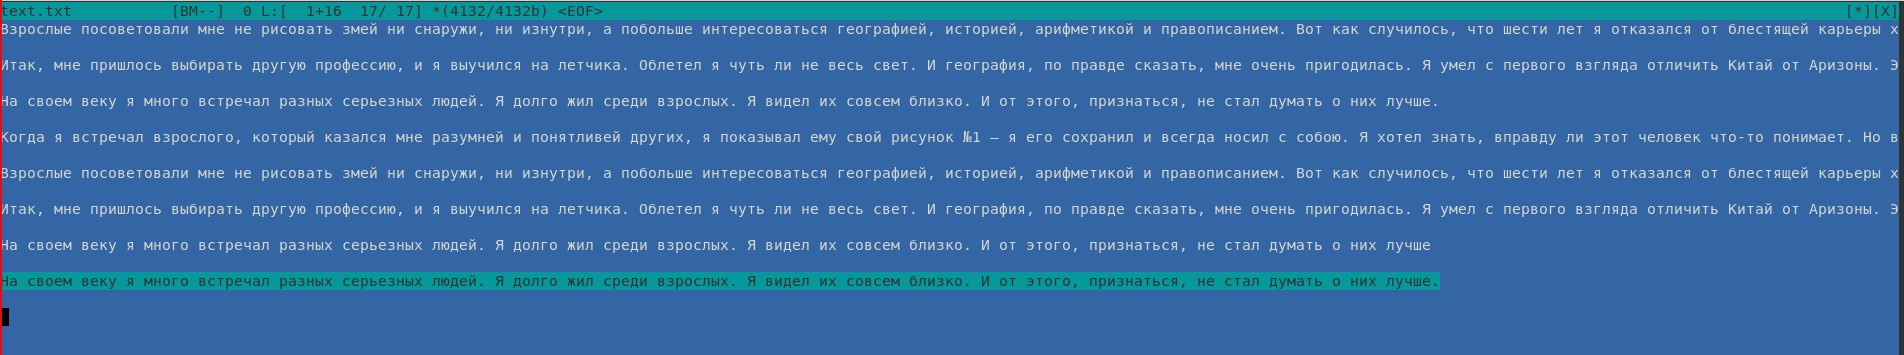 text.txt [BM--] 0 L:[ 1+16 17/ 17] *(4132/4132b) <EOF> [*][X]
Взрослые посоветовали мне не рисовать змей ни снаружи, ни изнутри, а побольше интересоваться географией, историей, арифметикой и правописанием. Вот как случилось, что шести лет я отказался от блестящей карьеры х
Итак, мне пришлось выбирать другую профессию, и я выучился на летчика. Облетел я чуть ли не весь свет. И география, по правде сказать, мне очень пригодилась. Я умел с первого взгляда отличить Китай от Аризоны. Э
На своем веку я много встречал разных серьезных людей. Я долго жил среди взрослых. Я видел их совсем близко. И от этого, признаться, не стал думать о них лучше.
Когда я встречал взрослого, который казался мне разумней и понятливей других, я показывал ему свой рисунок №1 — я его сохранил и всегда носил с собою. Я хотел знать, вправду ли этот человек что-то понимает. Но в
Взрослые посоветовали мне не рисовать змей ни снаружи, ни изнутри, а побольше интересоваться географией, историей, арифметикой и правописанием. Вот как случилось, что шести лет я отказался от блестящей карьеры х
Итак, мне пришлось выбирать другую профессию, и я выучился на летчика. Облетел я чуть ли не весь свет. И география, по правде сказать, мне очень пригодилась. Я умел с первого взгляда отличить Китай от Аризоны. Э
На своем веку я много встречал разных серьезных людей. Я долго жил среди взрослых. Я видел их совсем близко. И от этого, признаться, не стал думать о них лучше
На своем веку я много встречал разных серьезных людей. Я долго жил среди взрослых. Я видел их совсем близко. И от этого, признаться, не стал думать о них лучше.